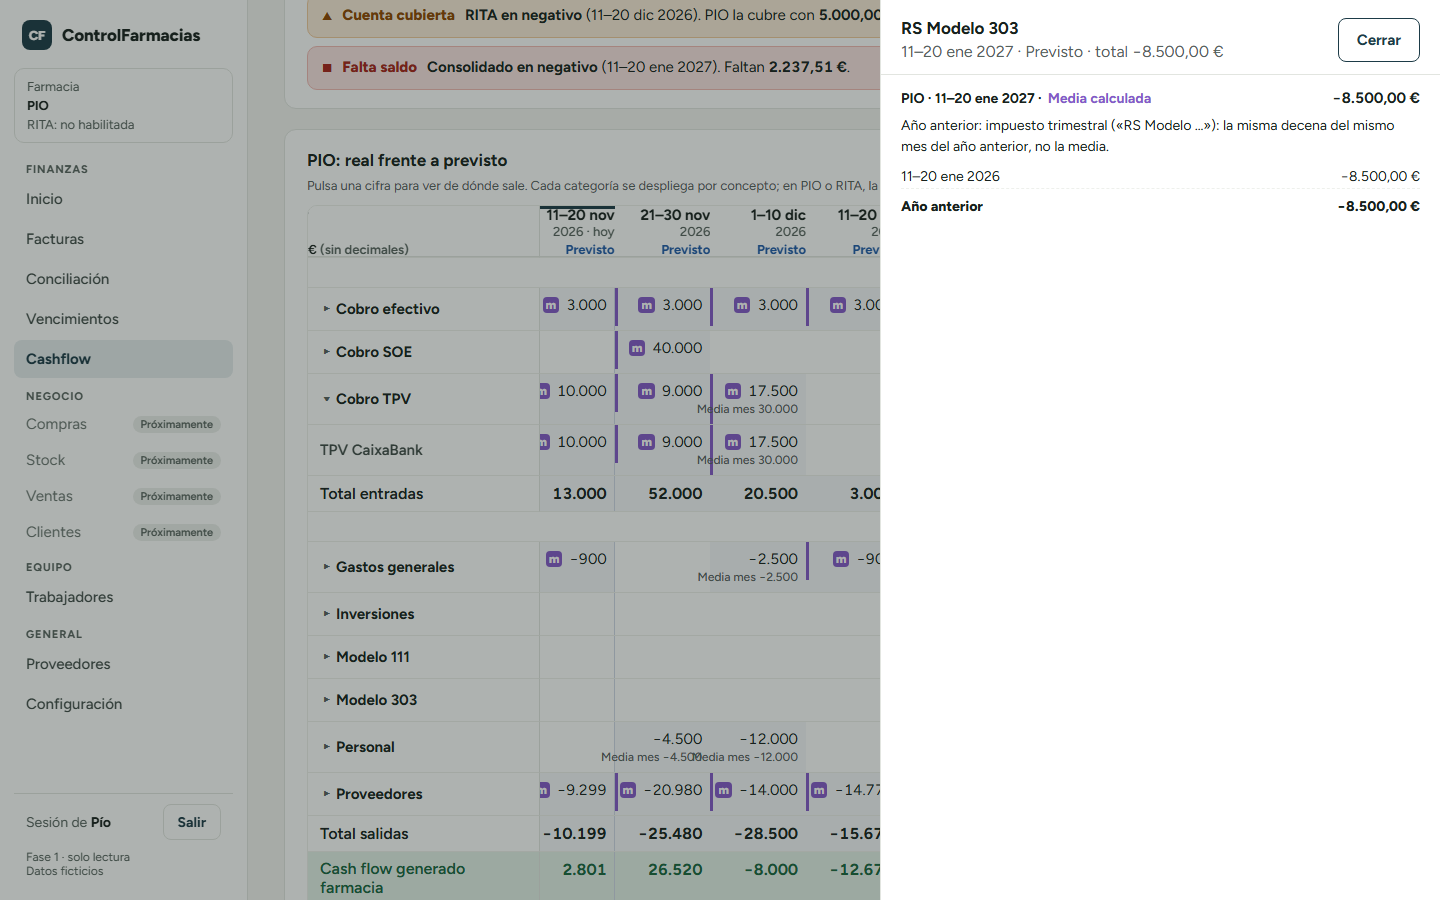 CF ControlFarmacias
Farmacia
PIO
RITA: no habilitada
FINANZAS
Inicio
Facturas
Conciliación
Vencimientos
Cashflow
NEGOCIO
Compras Próximamente
Stock Próximamente
Ventas Próximamente
Clientes Próximamente
EQUIPO
Trabajadores
GENERAL
Proveedores
Configuración
Sesión de Pío Salir
Fase 1 · solo lectura
Datos ficticios
▲ Cuenta cubierta RITA en negativo (11–20 dic 2026). PIO la cubre con 5.000,00
■ Falta saldo Consolidado en negativo (11–20 ene 2027). Faltan 2.237,51 €.
PIO: real frente a previsto
Pulsa una cifra para ver de dónde sale. Cada categoría se despliega por concepto; en PIO o RITA, la
11–20 nov 21–30 nov 1–10 dic 11–20
2026 · hoy 2026 2026 2
€ (sin decimales) Previsto Previsto Previsto Prev
▸ Cobro efectivo m 3.000 m 3.000 m 3.000 m 3.00
▸ Cobro SOE m 40.000
▾ Cobro TPV m 10.000 m 9.000 m 17.500
Media mes 30.000
TPV CaixaBank m 10.000 m 9.000 m 17.500
Media mes 30.000
Total entradas 13.000 52.000 20.500 3.00
▸ Gastos generales m −900 −2.500 m −90
Media mes −2.500
▸ Inversiones
▸ Modelo 111
▸ Modelo 303
▸ Personal −4.500 −12.000
Media mes −4.500 Media mes −12.000
▸ Proveedores m −9.299 m −20.980 m −14.000 m −14.77
Total salidas −10.199 −25.480 −28.500 −15.67
Cash flow generado farmacia 2.801 26.520 −8.000 −12.67
RS Modelo 303
11–20 ene 2027 · Previsto · total −8.500,00 €
Cerrar
PIO · 11–20 ene 2027 · Media calculada −8.500,00 €
Año anterior: impuesto trimestral («RS Modelo …»): la misma decena del mismo
mes del año anterior, no la media.
11–20 ene 2026 −8.500,00 €
Año anterior −8.500,00 €